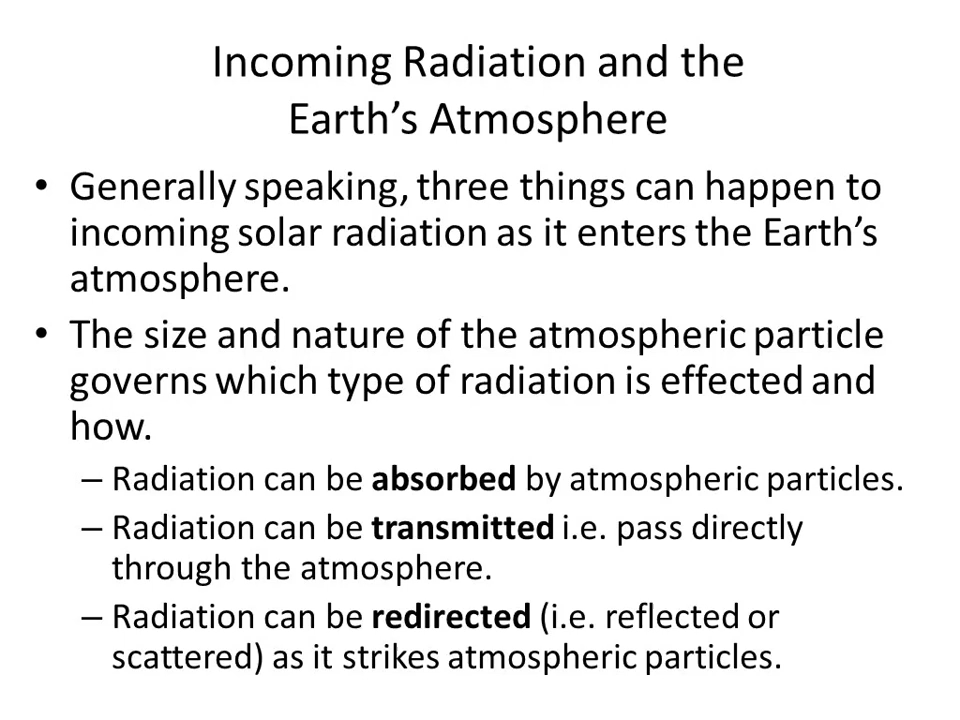 Incoming Radiation and the
Earth’s Atmosphere
• Generally speaking, three things can happen to
incoming solar radiation as it enters the Earth’s
atmosphere.
• The size and nature of the atmospheric particle
governs which type of radiation is effected and
how.
– Radiation can be absorbed by atmospheric particles.
– Radiation can be transmitted i.e. pass directly
through the atmosphere.
– Radiation can be redirected (i.e. reflected or
scattered) as it strikes atmospheric particles.